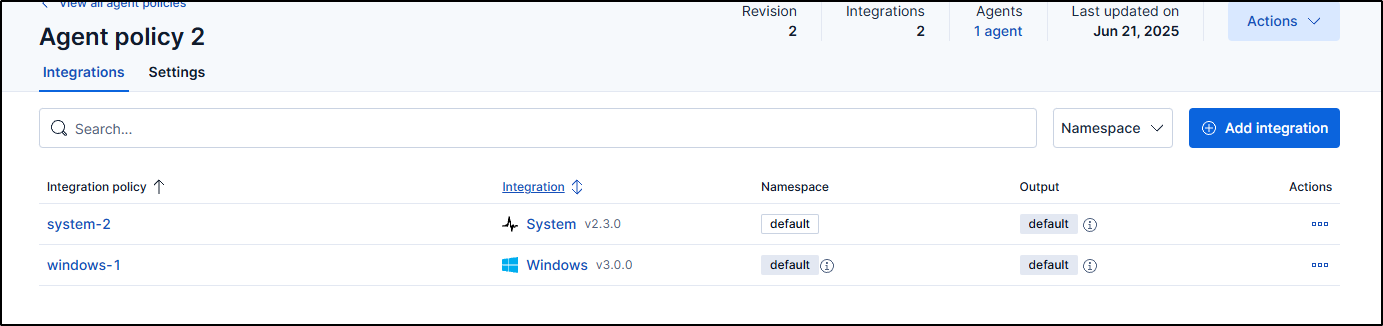 View all agent policies
Agent policy 2
Revision
2
Integrations
2
Agents
1 agent
Last updated on
Jun 21, 2025
Actions
Integrations
Settings
Search...
Namespace
Add integration
Integration policy Integration Namespace Output Actions
system-2 System v2.3.0 default default
windows-1 Windows v3.0.0 default default